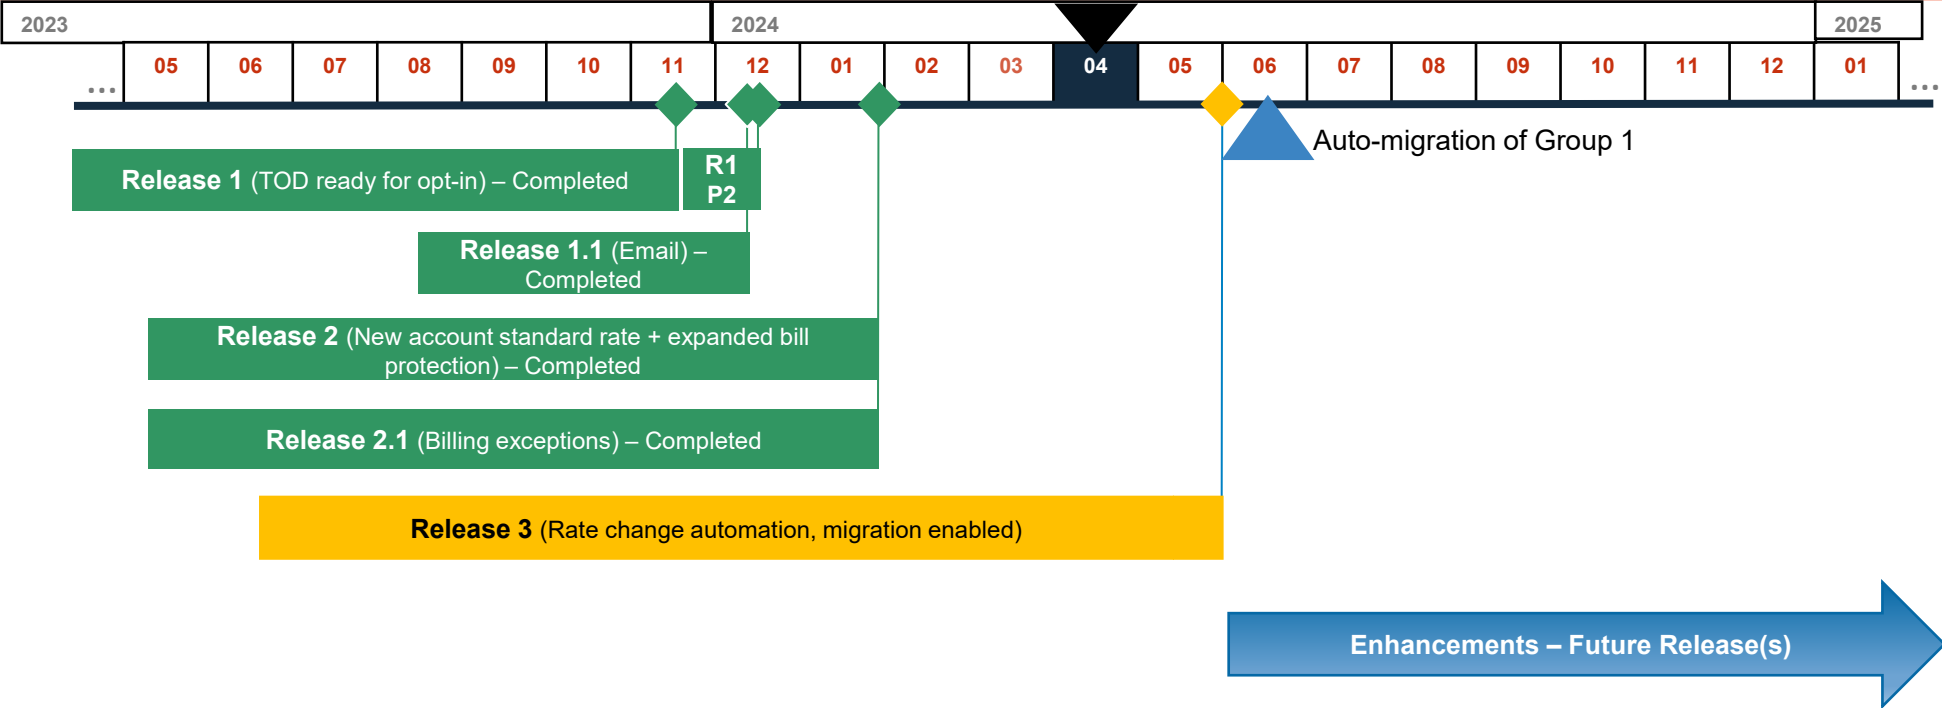 2023
2024
2025
... 05 06 07 08 09 10 11 12 01 02 03 04 05 06 07 08 09 10 11 12 01 ...
Auto-migration of Group 1
Release 1 (TOD ready for opt-in) – Completed
R1
P2
Release 1.1 (Email) –
Completed
Release 2 (New account standard rate + expanded bill
protection) – Completed
Release 2.1 (Billing exceptions) – Completed
Release 3 (Rate change automation, migration enabled)
Enhancements – Future Release(s)